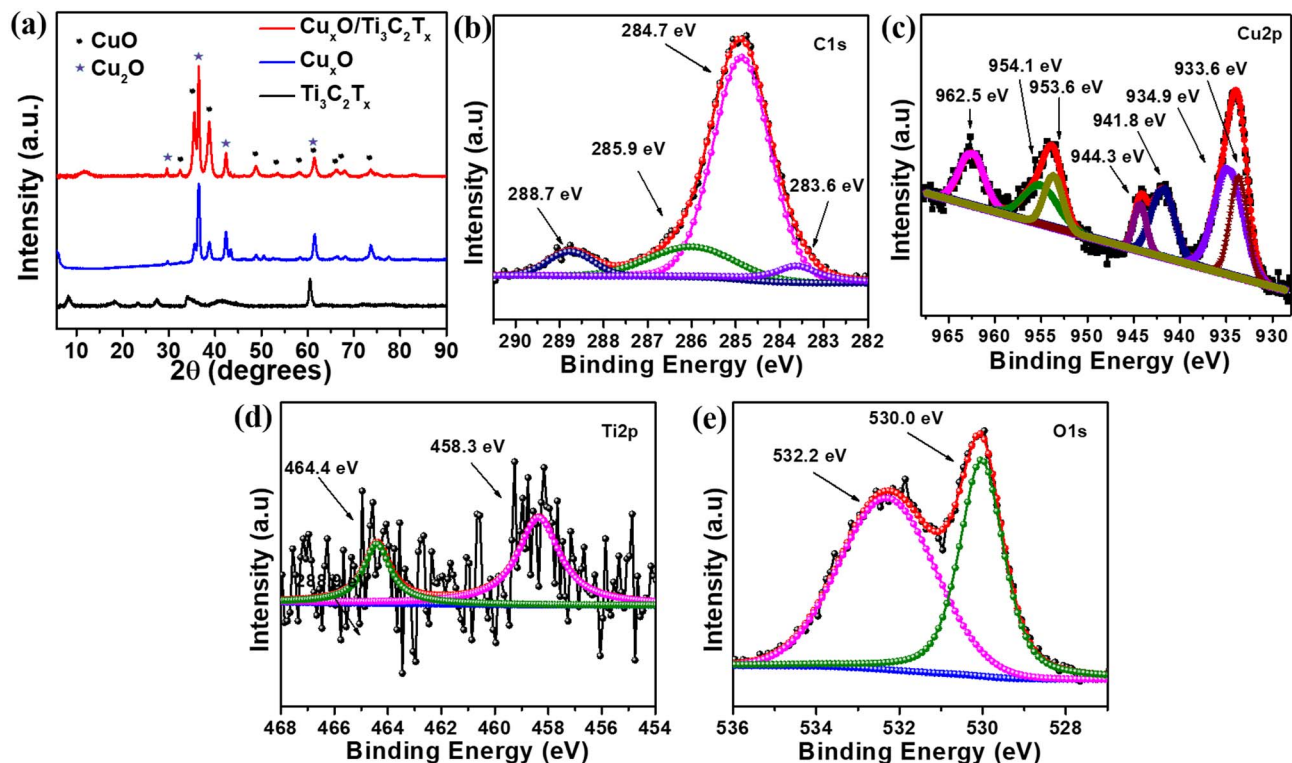 (a)
CuO
Cu2O
CuxO/Ti3C2Tx
CuxO
Ti3C2Tx
Intensity (a.u)
10 20 30 40 50 60 70 80 90
2θ (degrees)
(b)
C1s
284.7 eV
285.9 eV
288.7 eV
283.6 eV
Intensity (a.u)
290 289 288 287 286 285 284 283 282
Binding Energy (eV)
(c)
Cu2p
962.5 eV
954.1 eV
953.6 eV
944.3 eV
941.8 eV
934.9 eV
933.6 eV
Intensity (a.u)
965 960 955 950 945 940 935 930
Binding Energy (eV)
(d)
Ti2p
464.4 eV
458.3 eV
Intensity (a.u)
468 466 464 462 460 458 456 454
Binding Energy (eV)
(e)
O1s
532.2 eV
530.0 eV
Intensity (a.u)
536 534 532 530 528
Binding Energy (eV)